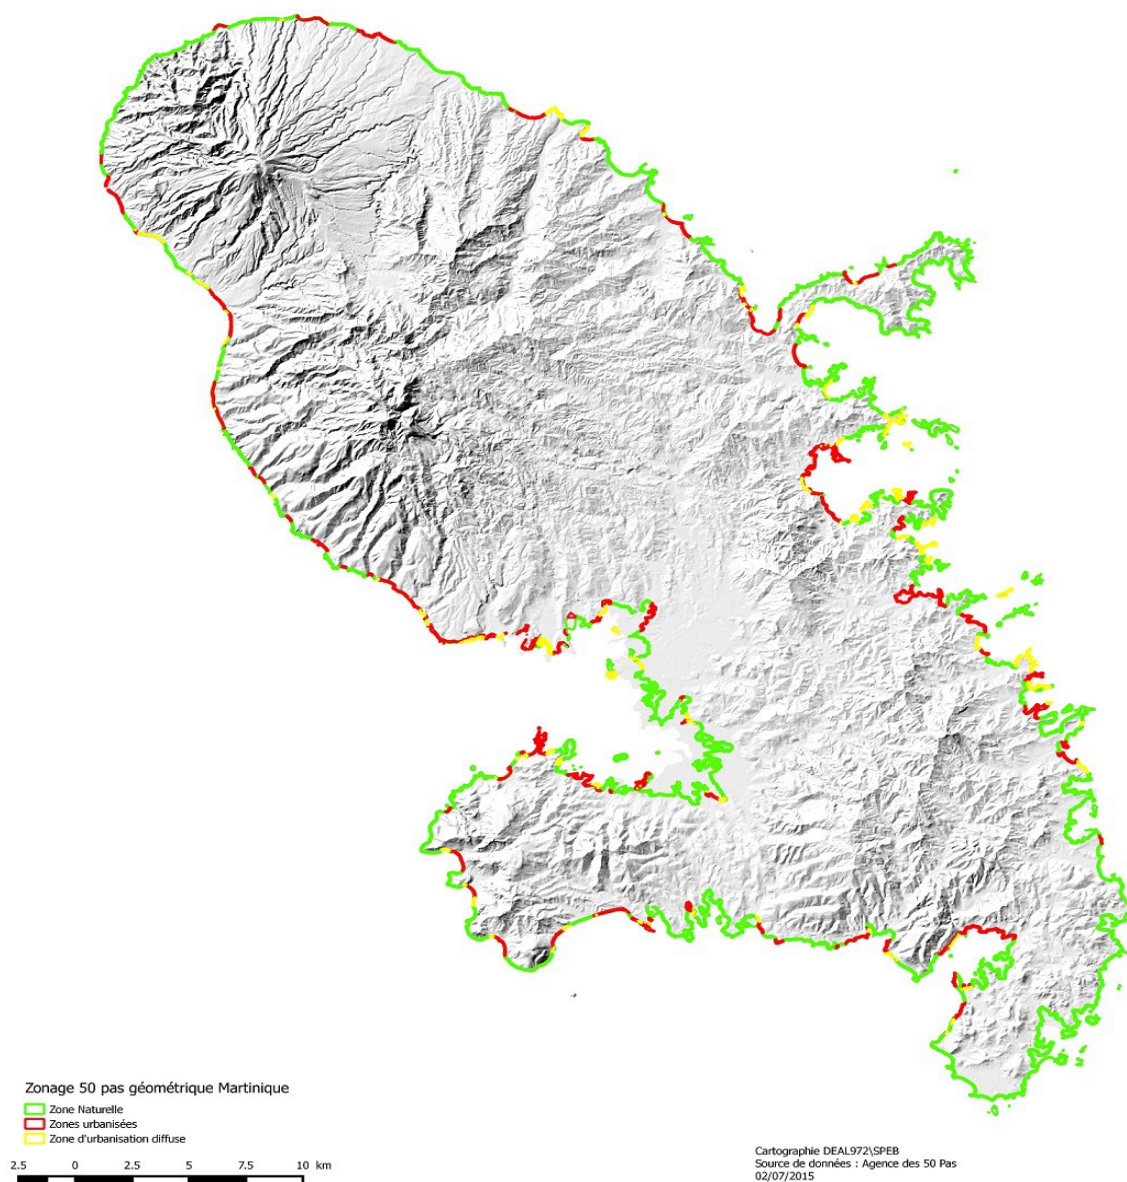 Zonage 50 pas géométrique Martinique
Zone Naturelle
Zones urbanisées
Zone d'urbanisation diffuse
2.5 0 2.5 5 7.5 10 km
Cartographie DEAL972\SPEB
Source de données : Agence des 50 Pas
02/07/2015